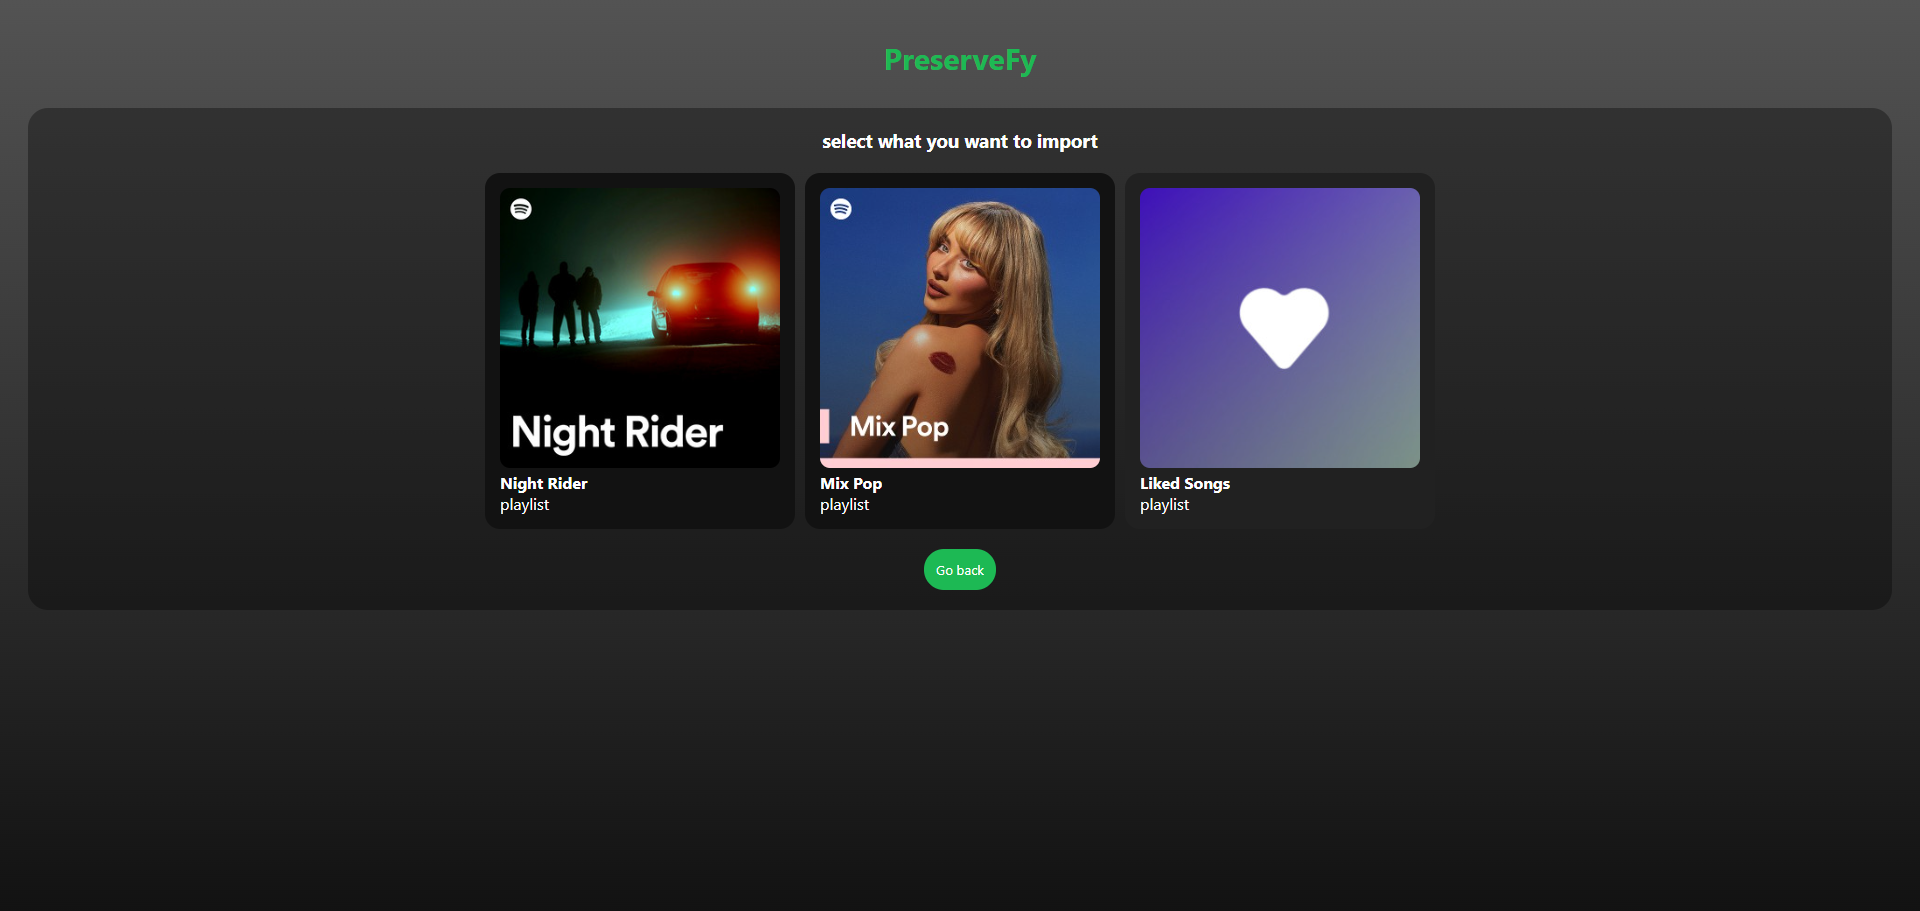 PreserveFy
select what you want to import
Night Rider
Mix Pop
Night Rider
playlist
Mix Pop
playlist
Liked Songs
playlist
Go back